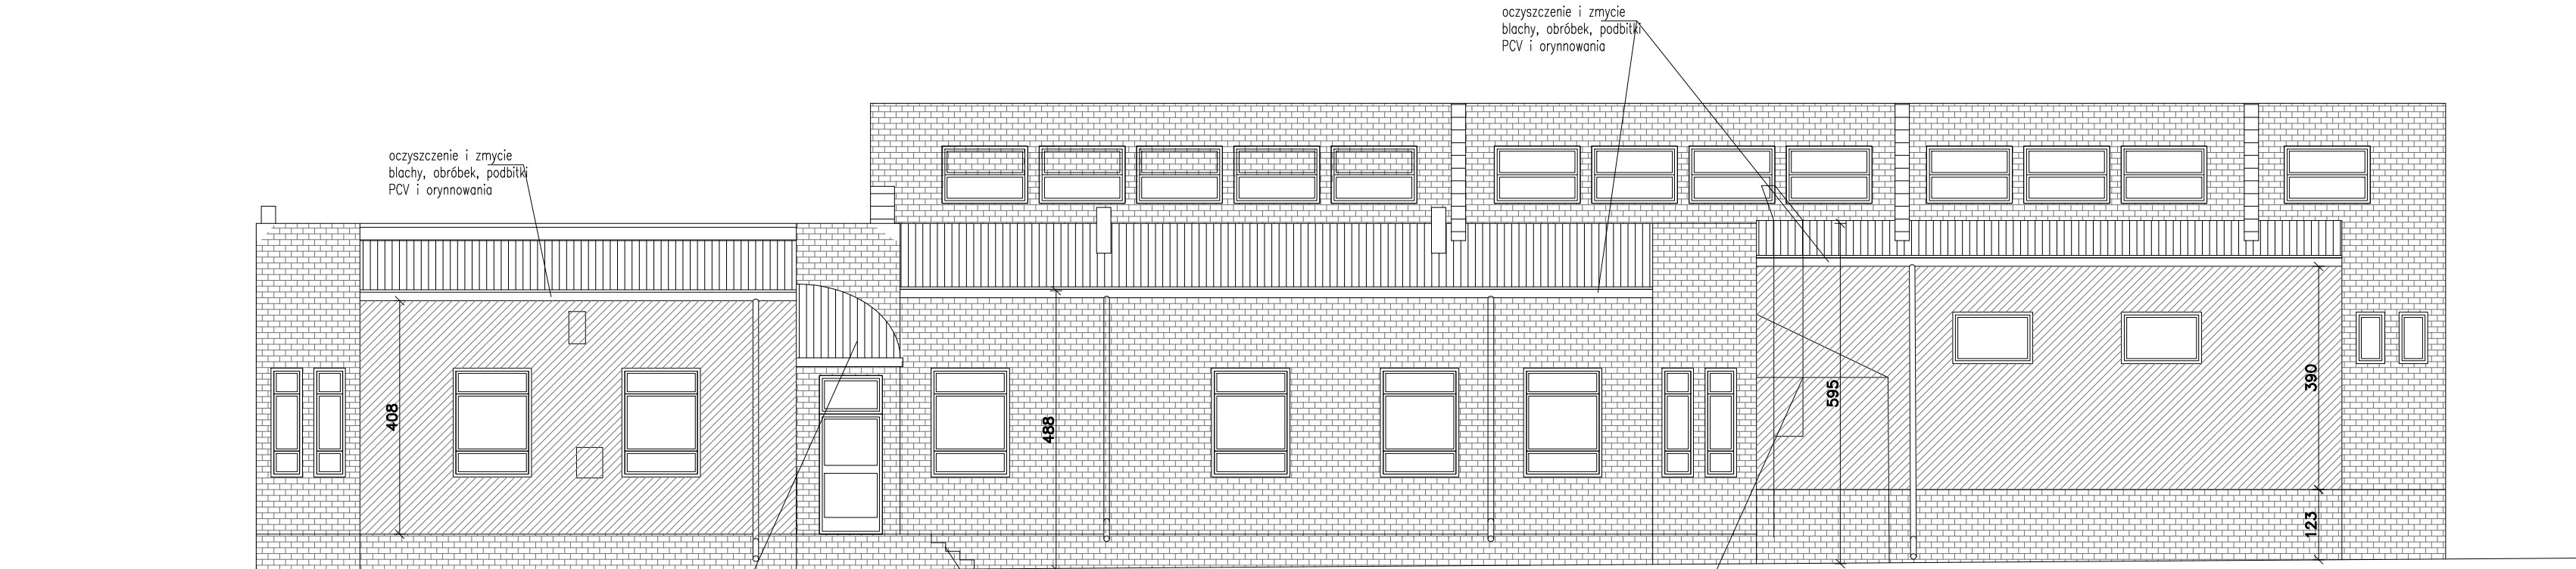 oczyszczenie i zmycie
blachy, obróbek, podbitki
PCV i orynnowania
oczyszczenie i zmycie
blachy, obróbek, podbitki
PCV i orynnowania
408
488
595
390
123